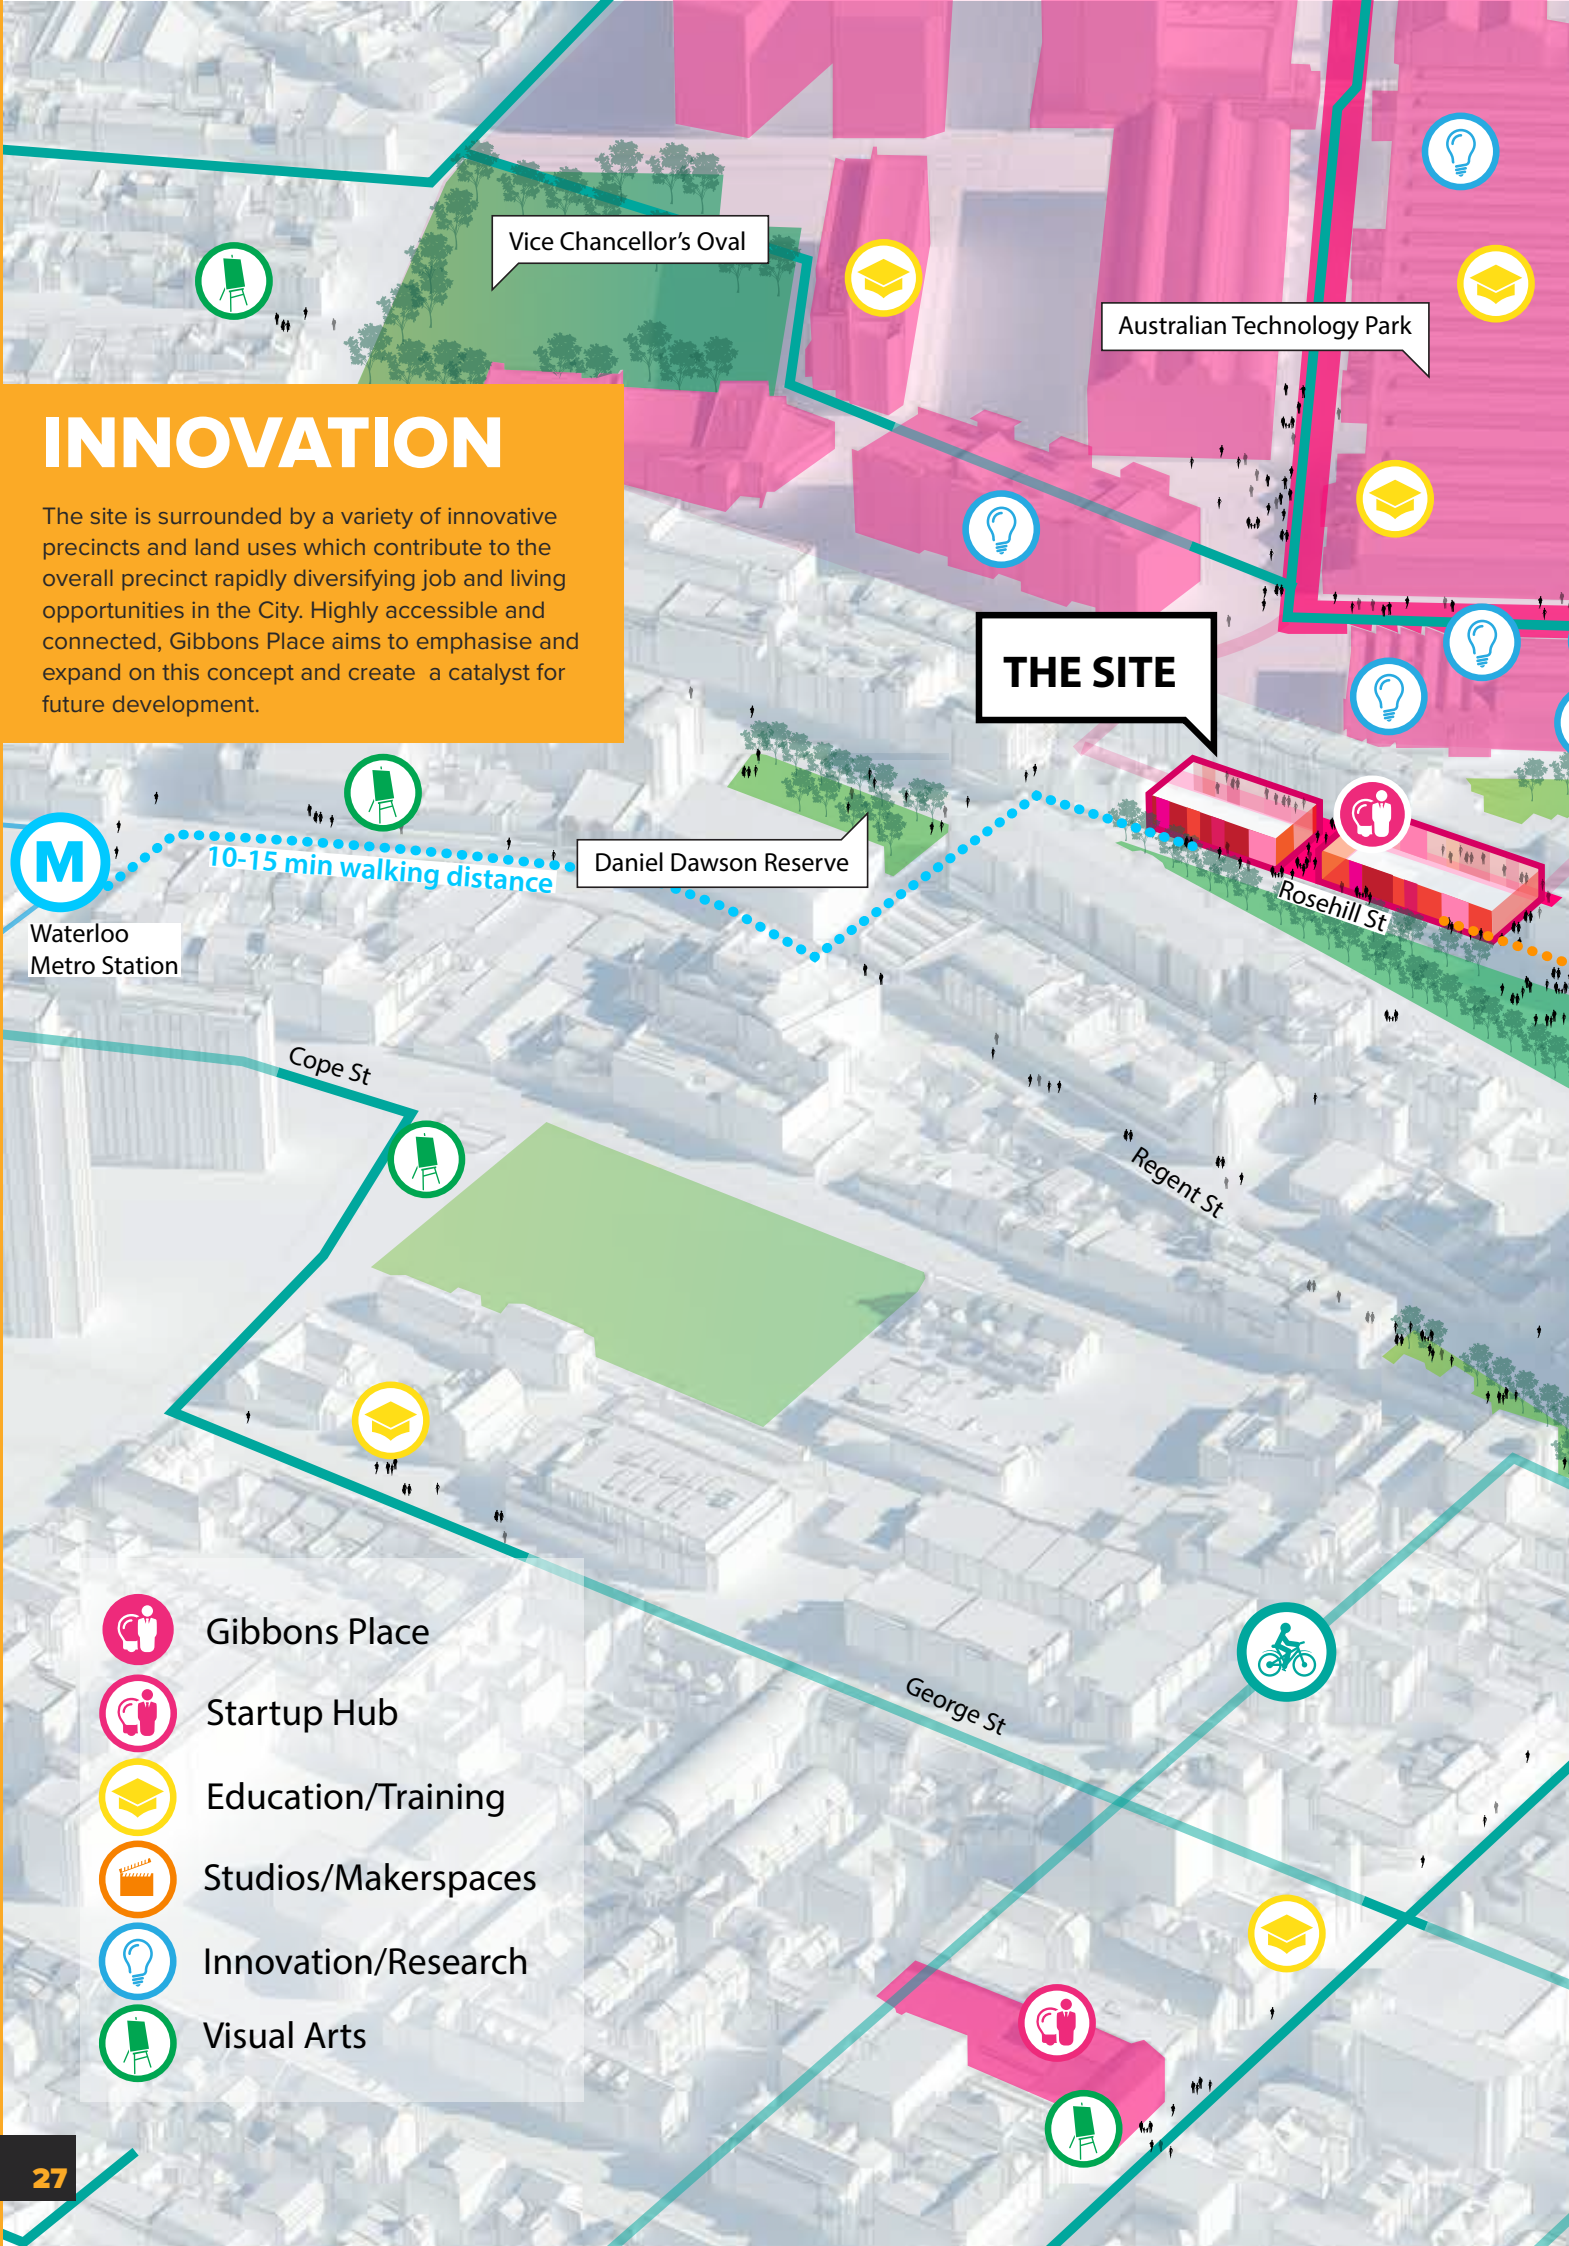 Vice Chancellor's Oval
Australian Technology Park
INNOVATION
The site is surrounded by a variety of innovative
precincts and land uses which contribute to the
overall precinct rapidly diversifying job and living
opportunities in the City. Highly accessible and
connected, Gibbons Place aims to emphasise and
expand on this concept and create  a catalyst for
future development.
THE SITE
M
10-15 min walking distance
Daniel Dawson Reserve
Rosehill St
Waterloo
Metro Station
Cope St
Regent St
George St
Gibbons Place
Startup Hub
Education/Training
Studios/Makerspaces
Innovation/Research
Visual Arts
27